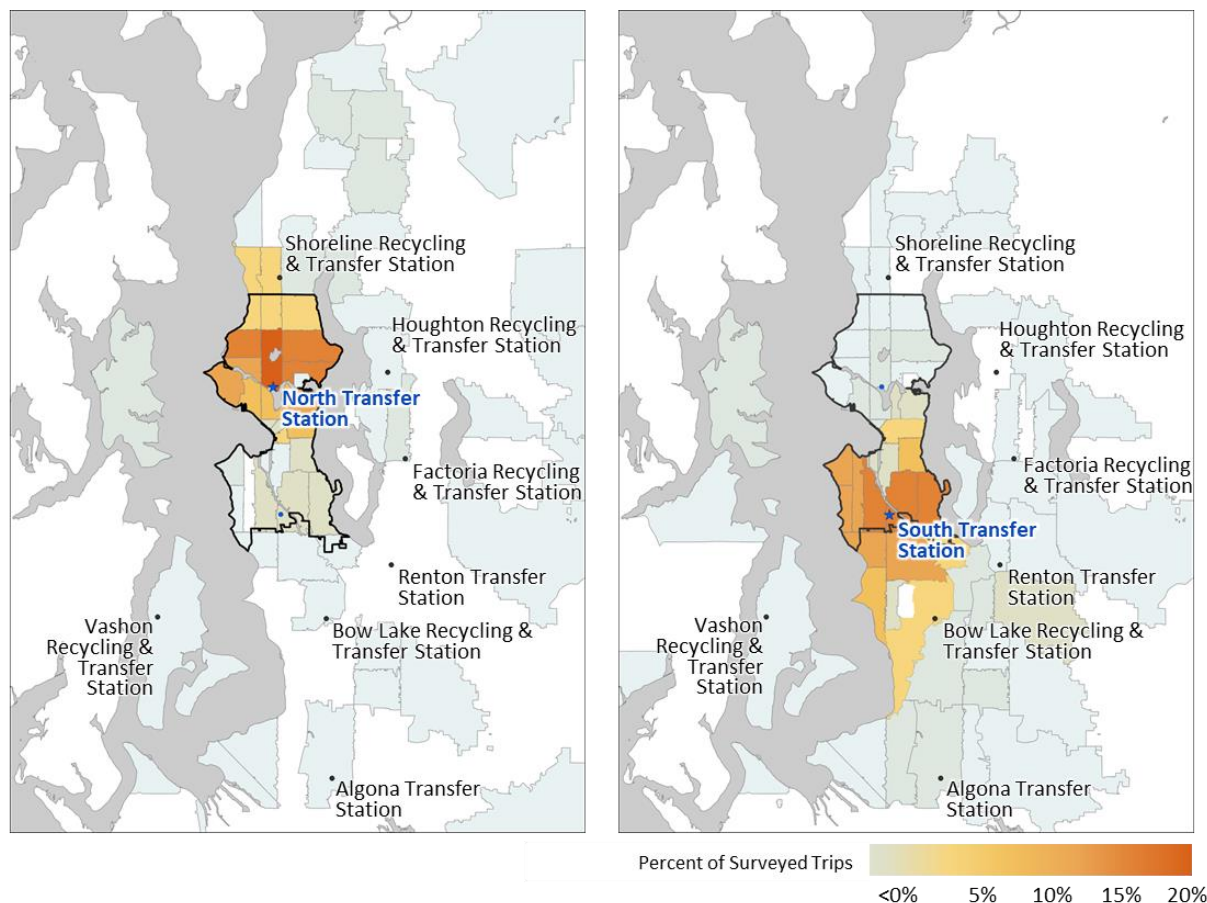 Shoreline Recycling
& Transfer Station
Houghton Recycling
& Transfer Station
North Transfer
Station
Factoria Recycling
& Transfer Station
Renton Transfer
Station
Vashon
Recycling &
Transfer
Station
Bow Lake Recycling &
Transfer Station
Algona Transfer
Station
Shoreline Recycling
& Transfer Station
Houghton Recycling
& Transfer Station
Factoria Recycling
& Transfer Station
South Transfer
Station
Renton Transfer
Station
Vashon
Recycling &
Transfer
Station
Bow Lake Recycling &
Transfer Station
Algona Transfer
Station
Percent of Surveyed Trips
<0% 5% 10% 15% 20%